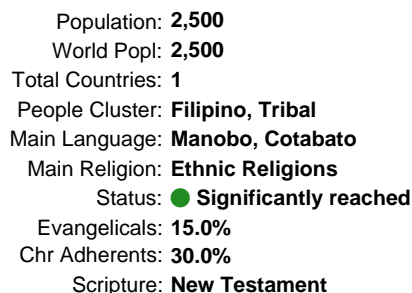 Population: 2,500
World Popl: 2,500
Total Countries: 1
People Cluster: Filipino, Tribal
Main Language: Manobo, Cotabato
Main Religion: Ethnic Religions
Status: Significantly reached
Evangelicals: 15.0%
Chr Adherents: 30.0%
Scripture: New Testament